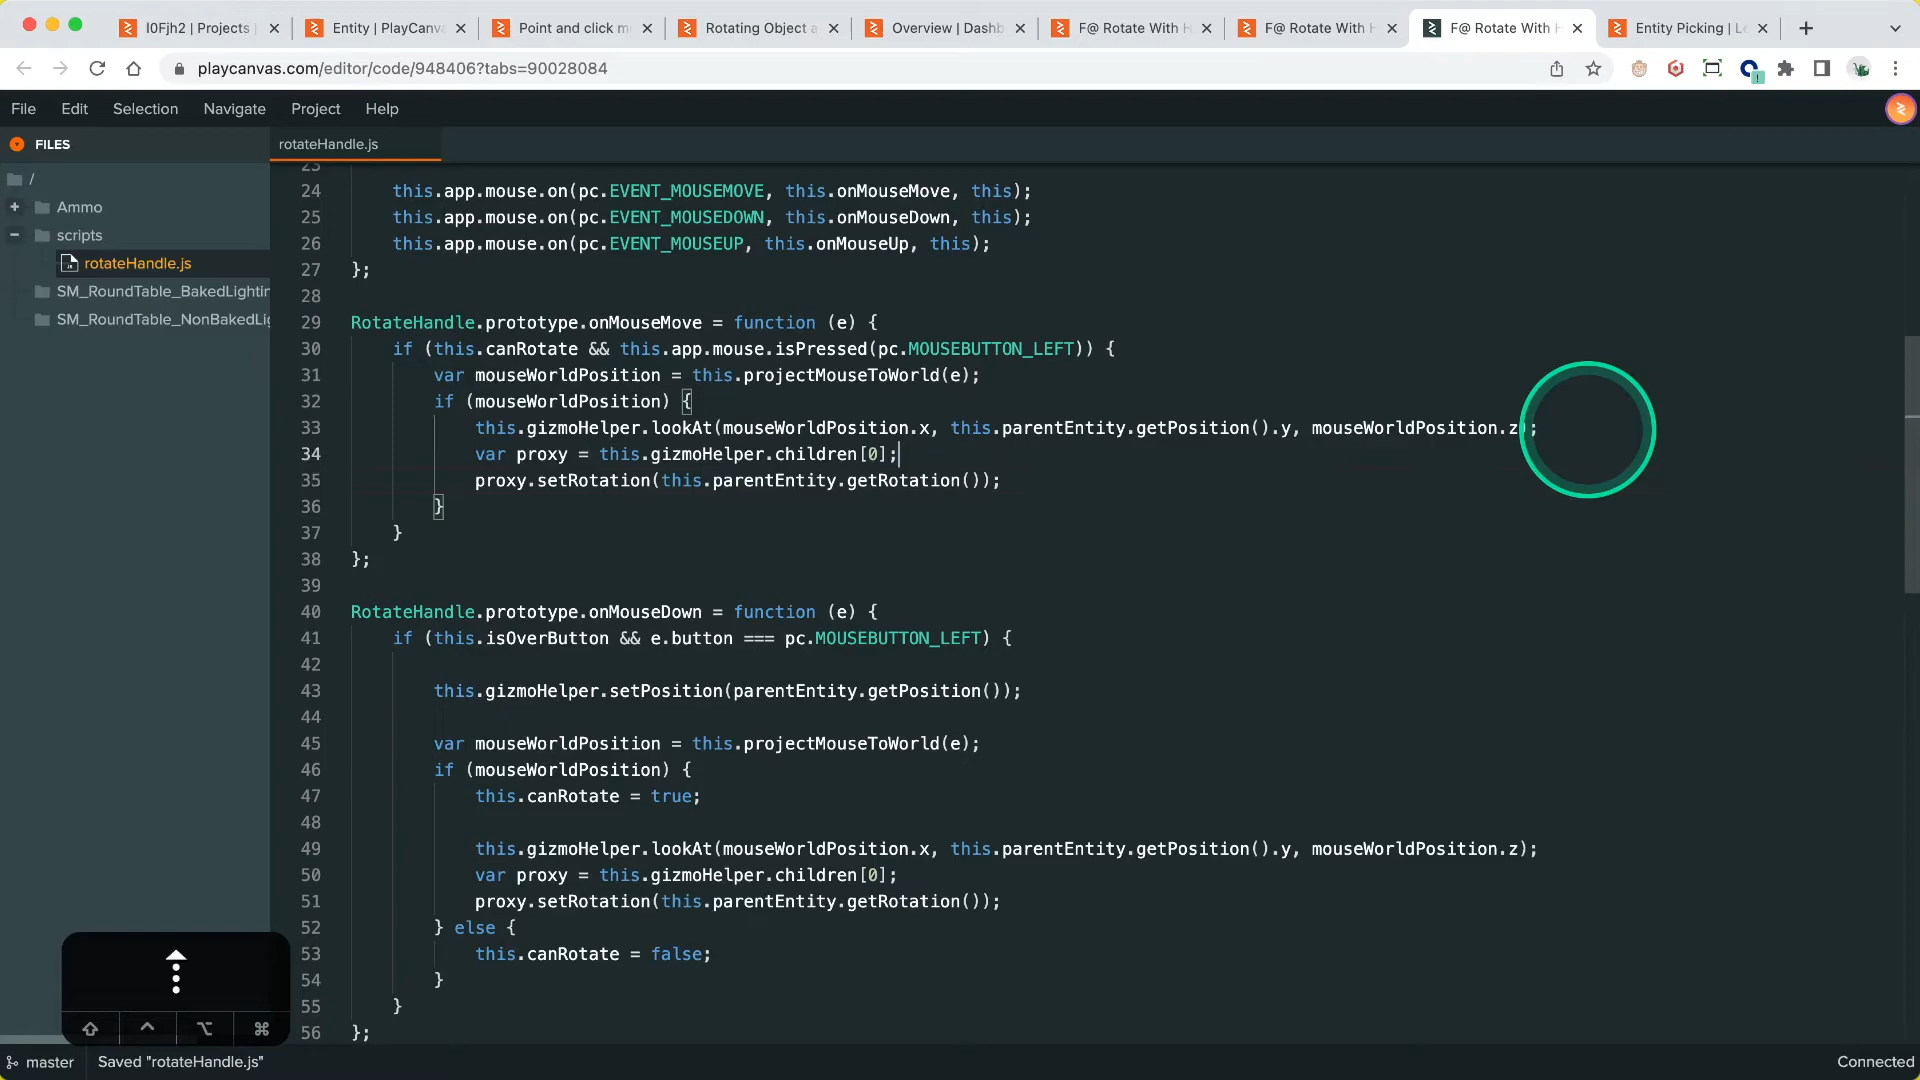 I0Fjh2 | Projects |
Entity | PlayCanva
Point and click m
Rotating Object a
Overview | Dashb
F@ Rotate With H
F@ Rotate With H
F@ Rotate With H
Entity Picking | Le
playcanvas.com/editor/code/948406?tabs=90028084
File Edit Selection Navigate Project Help
FILES
rotateHandle.js
/
Ammo
scripts
rotateHandle.js
SM_RoundTable_BakedLightin
SM_RoundTable_NonBakedLig
23
24 this.app.mouse.on(pc.EVENT_MOUSEMOVE, this.onMouseMove, this);
25 this.app.mouse.on(pc.EVENT_MOUSEDOWN, this.onMouseDown, this);
26 this.app.mouse.on(pc.EVENT_MOUSEUP, this.onMouseUp, this);
27 };
28
29 RotateHandle.prototype.onMouseMove = function (e) {
30 if (this.canRotate && this.app.mouse.isPressed(pc.MOUSEBUTTON_LEFT)) {
31 var mouseWorldPosition = this.projectMouseToWorld(e);
32 if (mouseWorldPosition) {
33 this.gizmoHelper.lookAt(mouseWorldPosition.x, this.parentEntity.getPosition().y, mouseWorldPosition.z);
34 var proxy = this.gizmoHelper.children[0];
35 proxy.setRotation(this.parentEntity.getRotation());
36 }
37 }
38 };
39
40 RotateHandle.prototype.onMouseDown = function (e) {
41 if (this.isOverButton && e.button === pc.MOUSEBUTTON_LEFT) {
42
43 this.gizmoHelper.setPosition(parentEntity.getPosition());
44
45 var mouseWorldPosition = this.projectMouseToWorld(e);
46 if (mouseWorldPosition) {
47 this.canRotate = true;
48
49 this.gizmoHelper.lookAt(mouseWorldPosition.x, this.parentEntity.getPosition().y, mouseWorldPosition.z);
50 var proxy = this.gizmoHelper.children[0];
51 proxy.setRotation(this.parentEntity.getRotation());
52 } else {
53 this.canRotate = false;
54 }
55 }
56 };
master Saved "rotateHandle.js"
Connected